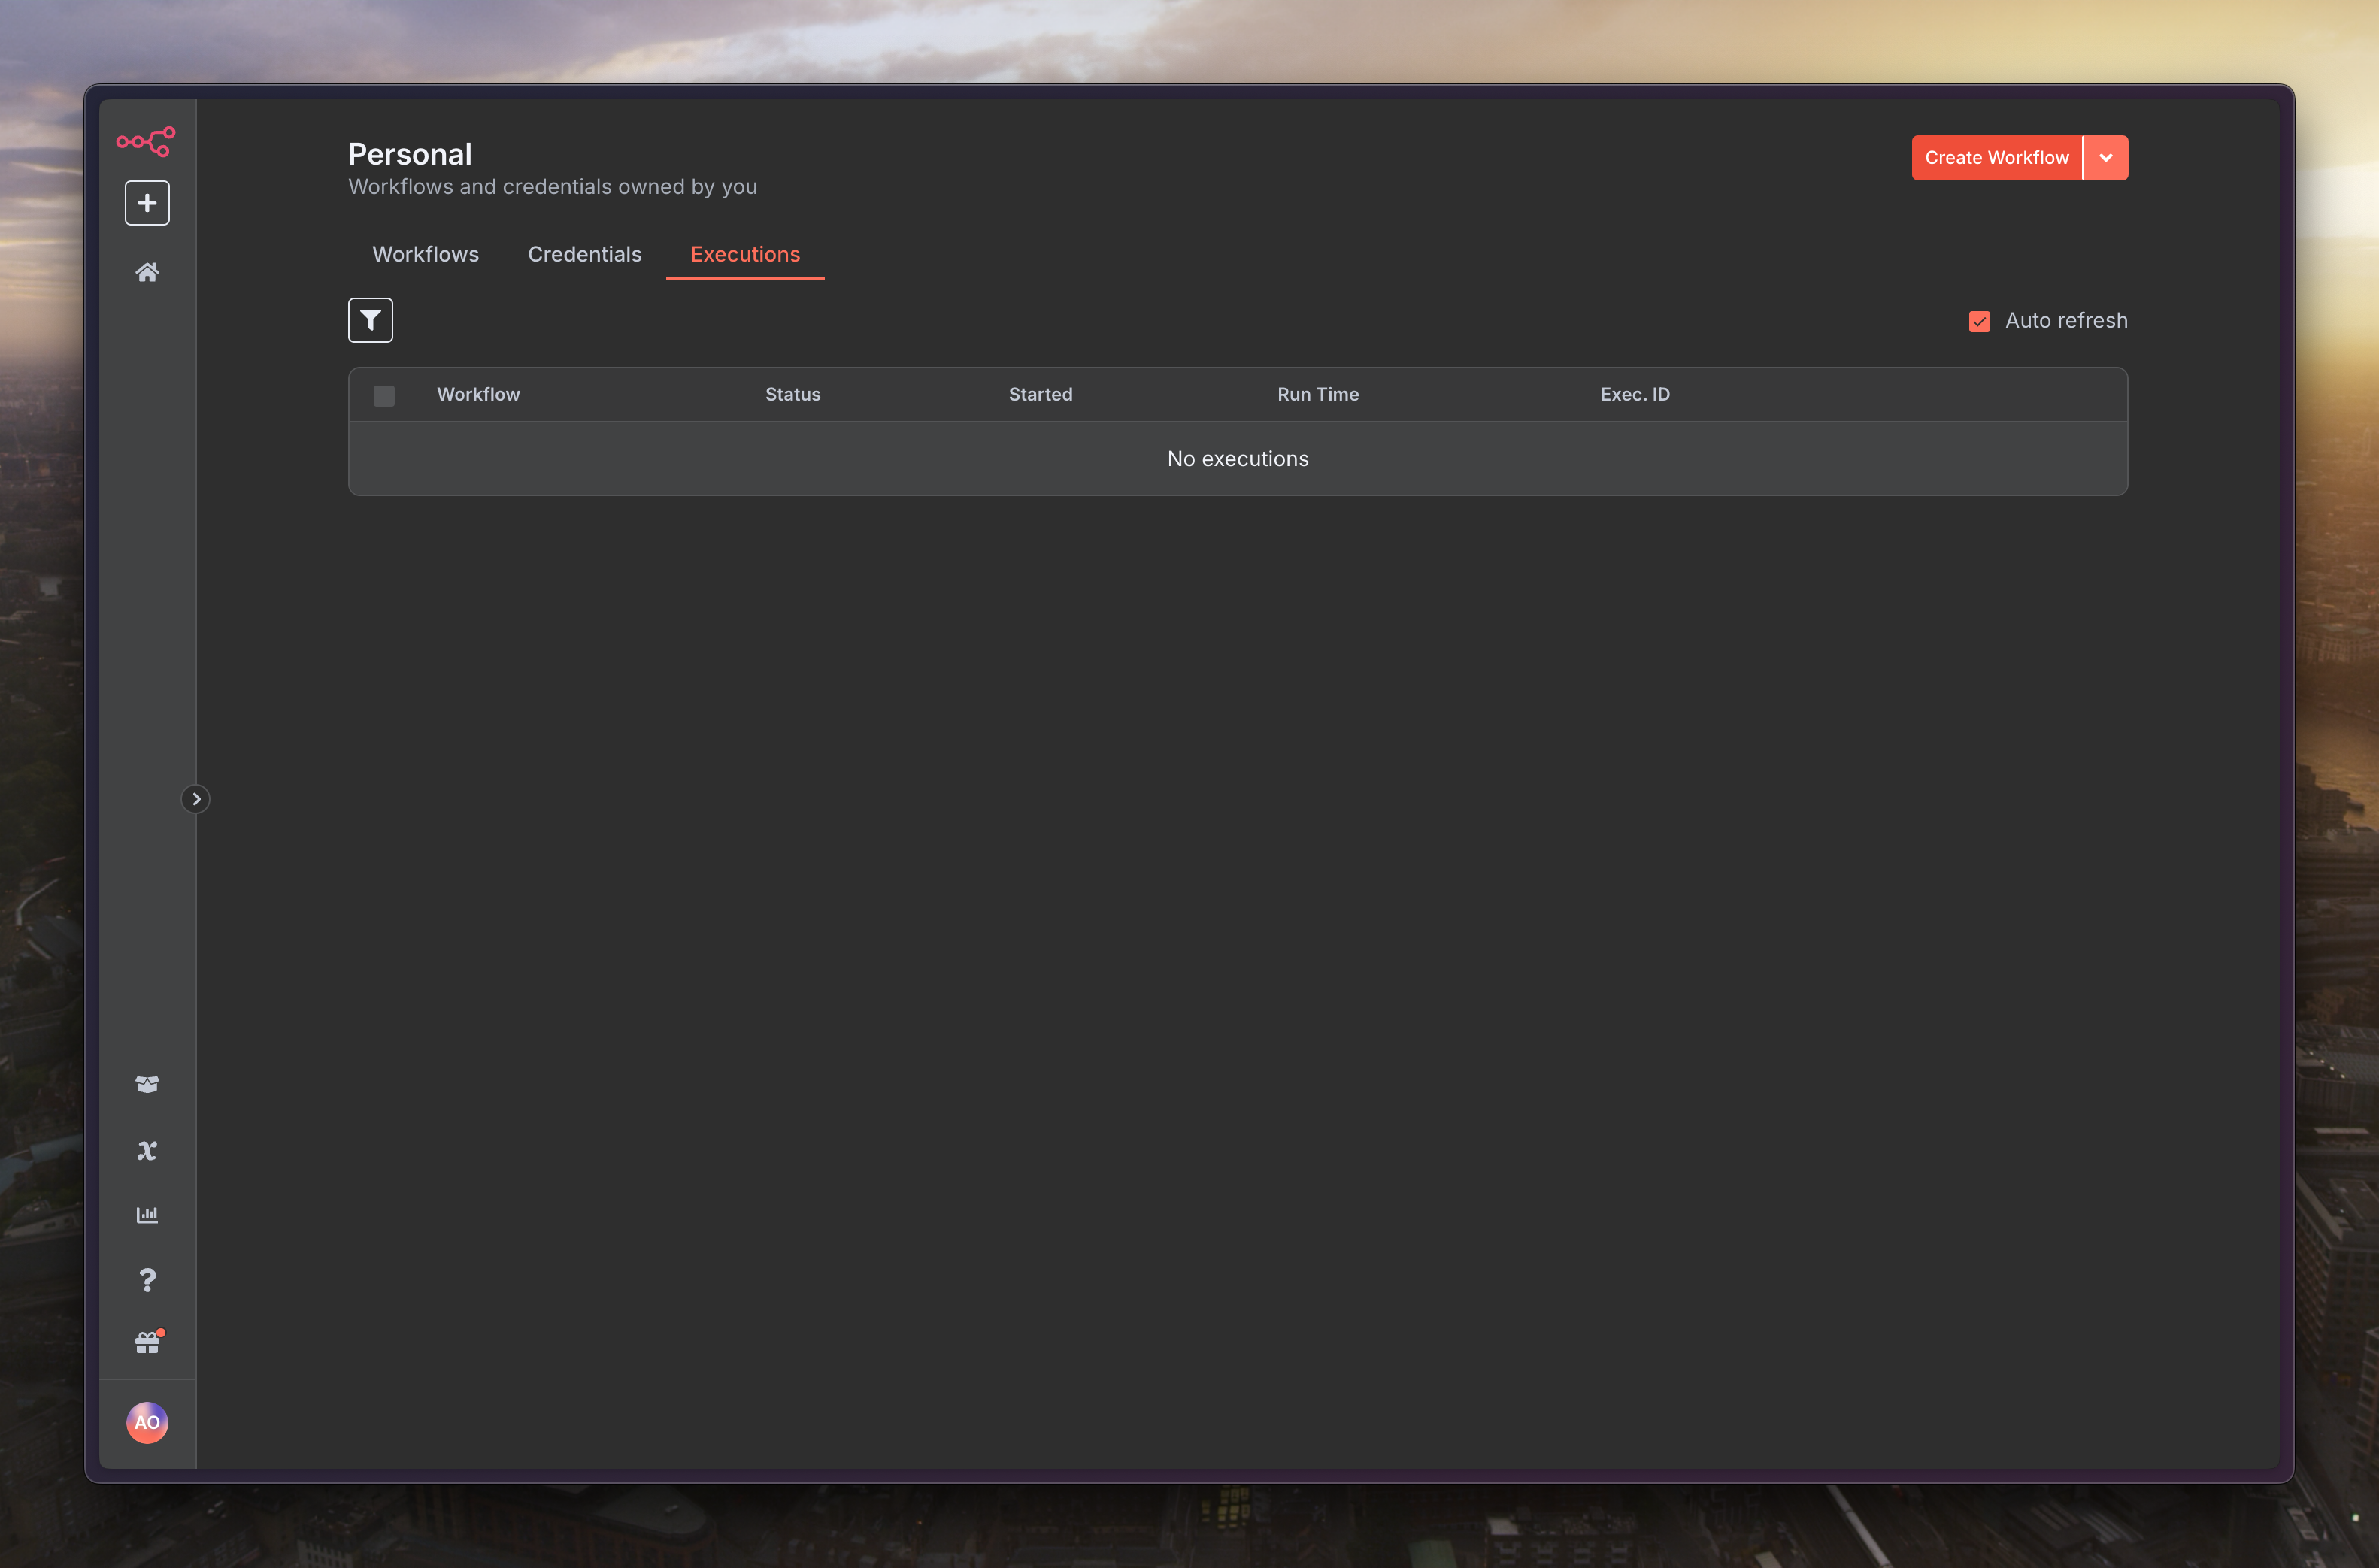 Personal
Workflows and credentials owned by you
Create Workflow
Workflows Credentials Executions
Auto refresh
Workflow Status Started Run Time Exec. ID
No executions
AO